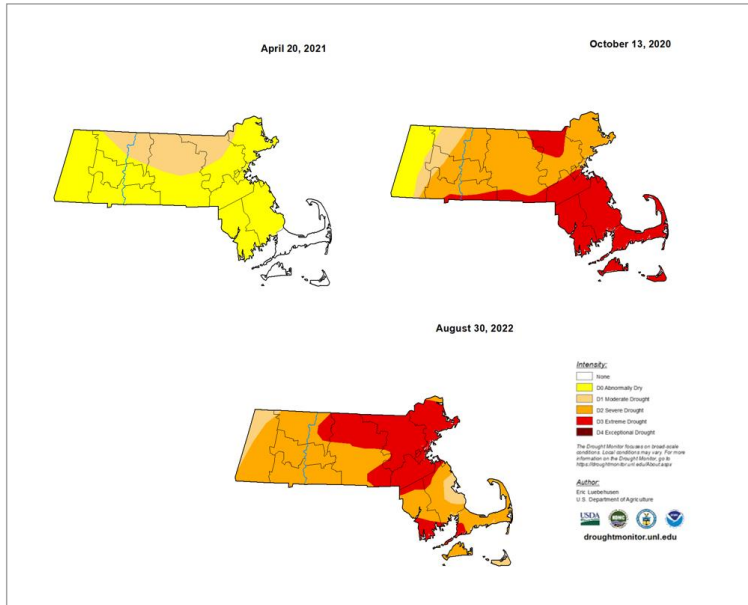 April 20, 2021
October 13, 2020
August 30, 2022
Intensity:
None
D0 Abnormally Dry
D1 Moderate Drought
D2 Severe Drought
D3 Extreme Drought
D4 Exceptional Drought
The Drought Monitor focuses on broad-scale
conditions. Local conditions may vary. For more
information on the Drought Monitor, go to
https://droughtmonitor.unl.edu/About.aspx
Author:
Eric Luebehusen
U.S. Department of Agriculture
USDA
droughtmonitor.unl.edu